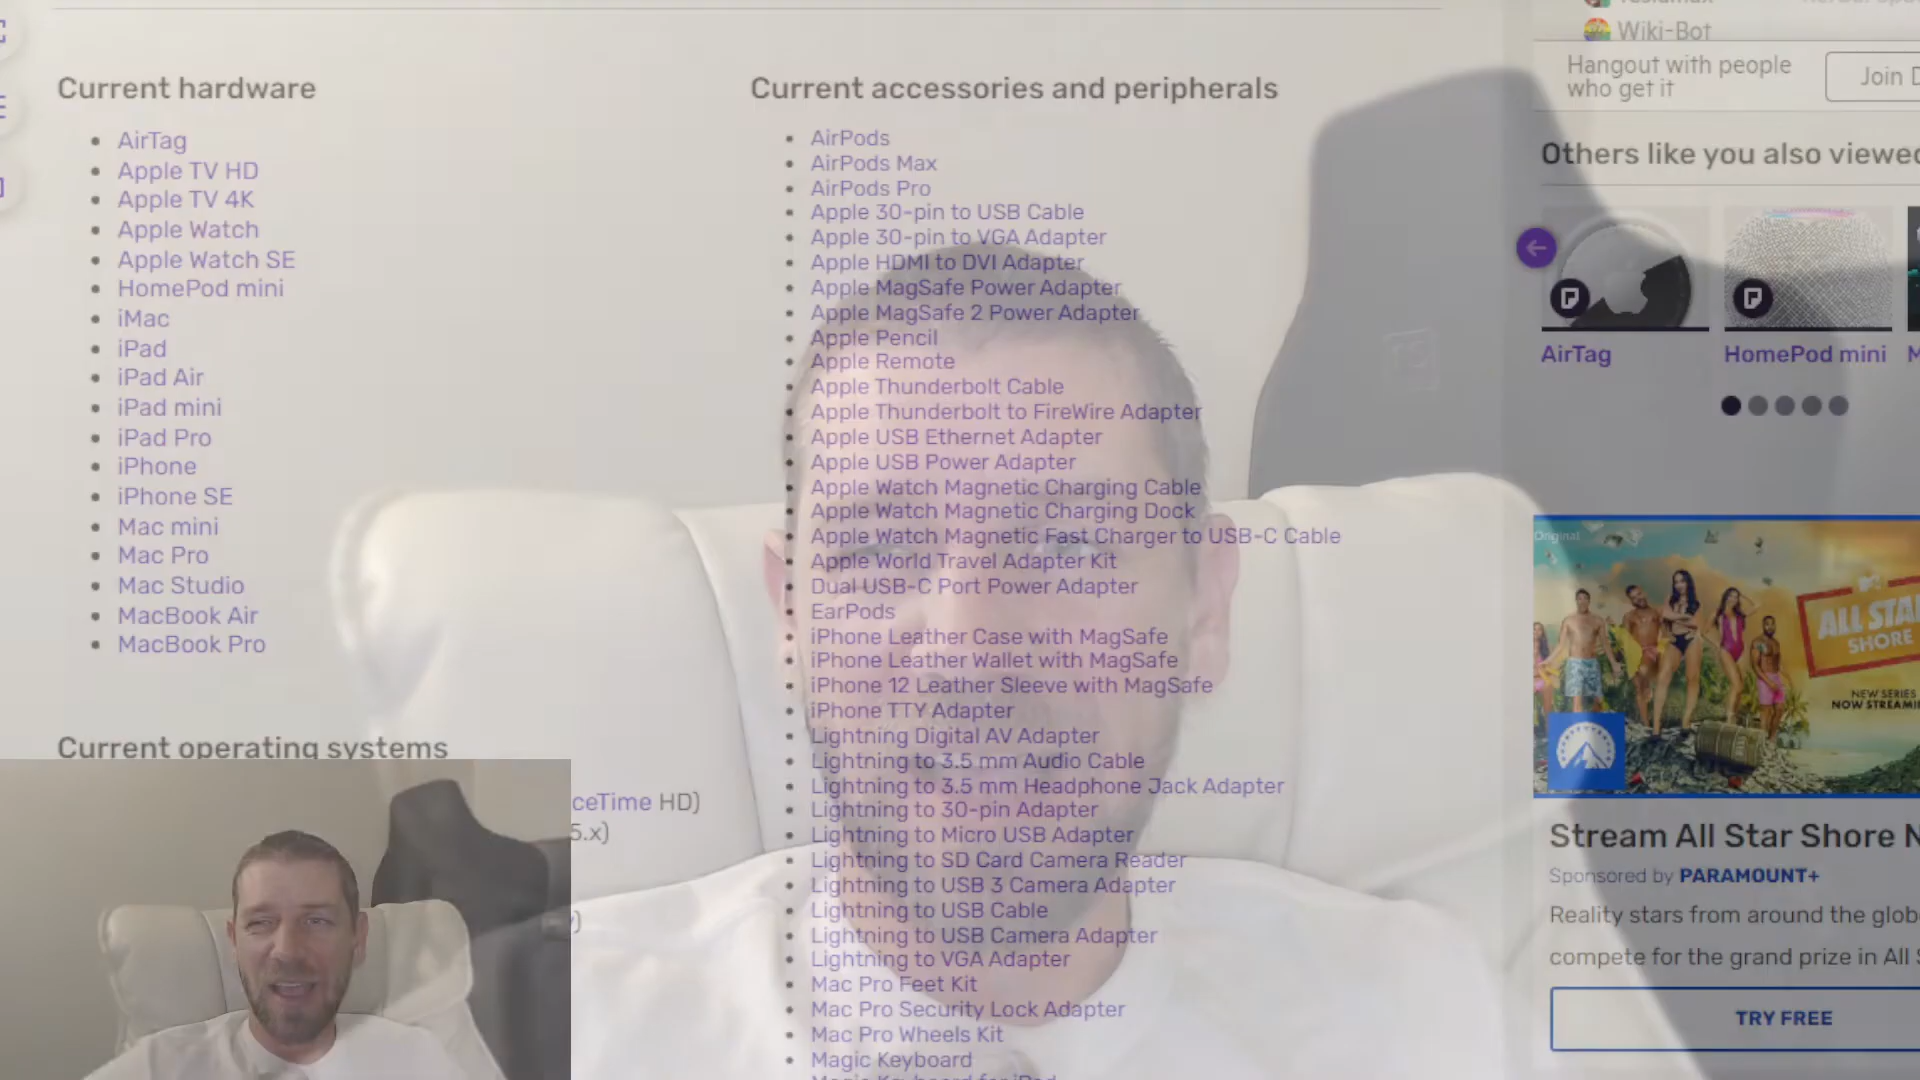 Current hardware
AirTag
Apple TV HD
Apple TV 4K
Apple Watch
Apple Watch SE
HomePod mini
iMac
iPad
iPad Air
iPad mini
iPad Pro
iPhone
iPhone SE
Mac mini
Mac Pro
Mac Studio
MacBook Air
MacBook Pro
Current operating systems
HD)
5.x)
Current accessories and peripherals
AirPods
AirPods Max
AirPods Pro
Apple 30-pin to USB Cable
Apple 30-pin to VGA Adapter
Apple HDMI to DVI Adapter
Apple MagSafe Power Adapter
Apple MagSafe 2 Power Adapter
Apple Pencil
Apple Remote
Apple Thunderbolt Cable
Apple Thunderbolt to FireWire Adapter
Apple USB Ethernet Adapter
Apple USB Power Adapter
Apple Watch Magnetic Charging Cable
Apple Watch Magnetic Charging Dock
Apple Watch Magnetic Fast Charger to USB-C Cable
Apple World Travel Adapter Kit
Dual USB-C Port Power Adapter
EarPods
iPhone Leather Case with MagSafe
iPhone Leather Wallet with MagSafe
iPhone 12 Leather Sleeve with MagSafe
iPhone TTY Adapter
Lightning Digital AV Adapter
Lightning to 3.5 mm Audio Cable
Lightning to 3.5 mm Headphone Jack Adapter
Lightning to 30-pin Adapter
Lightning to Micro USB Adapter
Lightning to SD Card Camera Reader
Lightning to USB 3 Camera Adapter
Lightning to USB Cable
Lightning to USB Camera Adapter
Lightning to VGA Adapter
Mac Pro Feet Kit
Mac Pro Security Lock Adapter
Mac Pro Wheels Kit
Magic Keyboard
Wiki-Bot
Hangout with people
who get it
Join
Others like you also viewed
AirTag
HomePod mini
Original
ALL STAR
SHORE
NEW SERIES
NOW STREAMI
Stream All Star Shore N
Sponsored by PARAMOUNT+
Reality stars from around the glob
compete for the grand prize in All S
TRY FREE